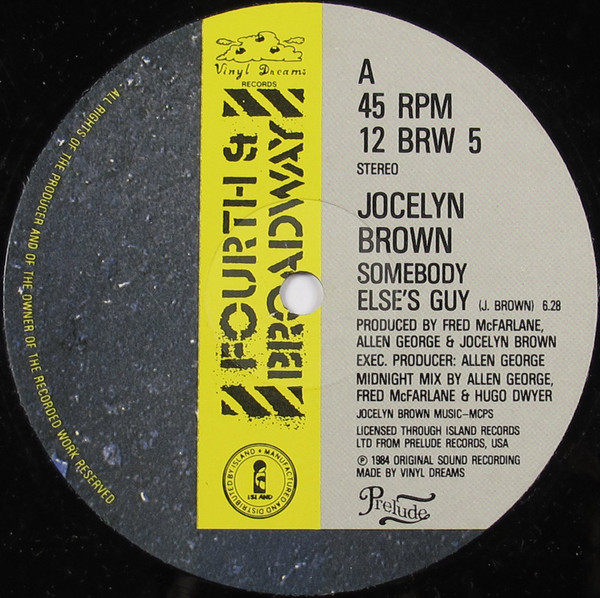 Vinyl Dreams
RECORDS
FOURTH &
BROADWAY
MANUFACTURED AND DISTRIBUTED BY ISLAND
ISLAND
ALL RIGHTS OF THE PRODUCER AND OF THE OWNER OF THE RECORDED WORK RESERVED
A
45 RPM
12 BRW 5
STEREO
JOCELYN
BROWN
SOMEBODY
ELSE'S GUY (J. BROWN) 6.28
PRODUCED BY FRED McFARLANE,
ALLEN GEORGE & JOCELYN BROWN
EXEC. PRODUCER: ALLEN GEORGE
MIDNIGHT MIX BY ALLEN GEORGE,
FRED McFARLANE & HUGO DWYER
JOCELYN BROWN MUSIC-MCPS
LICENSED THROUGH ISLAND RECORDS
LTD FROM PRELUDE RECORDS, USA
℗ 1984 ORIGINAL SOUND RECORDING
MADE BY VINYL DREAMS
Prelude